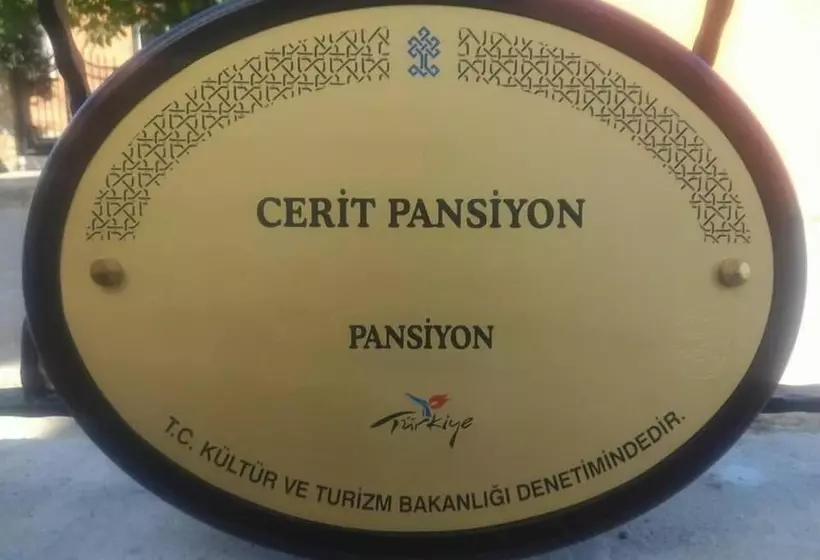 CERİT PANSİYON
PANSİYON
Türkiye
T.C. KÜLTÜR VE TURİZM BAKANLIĞI DENETİMİNDEDİR.